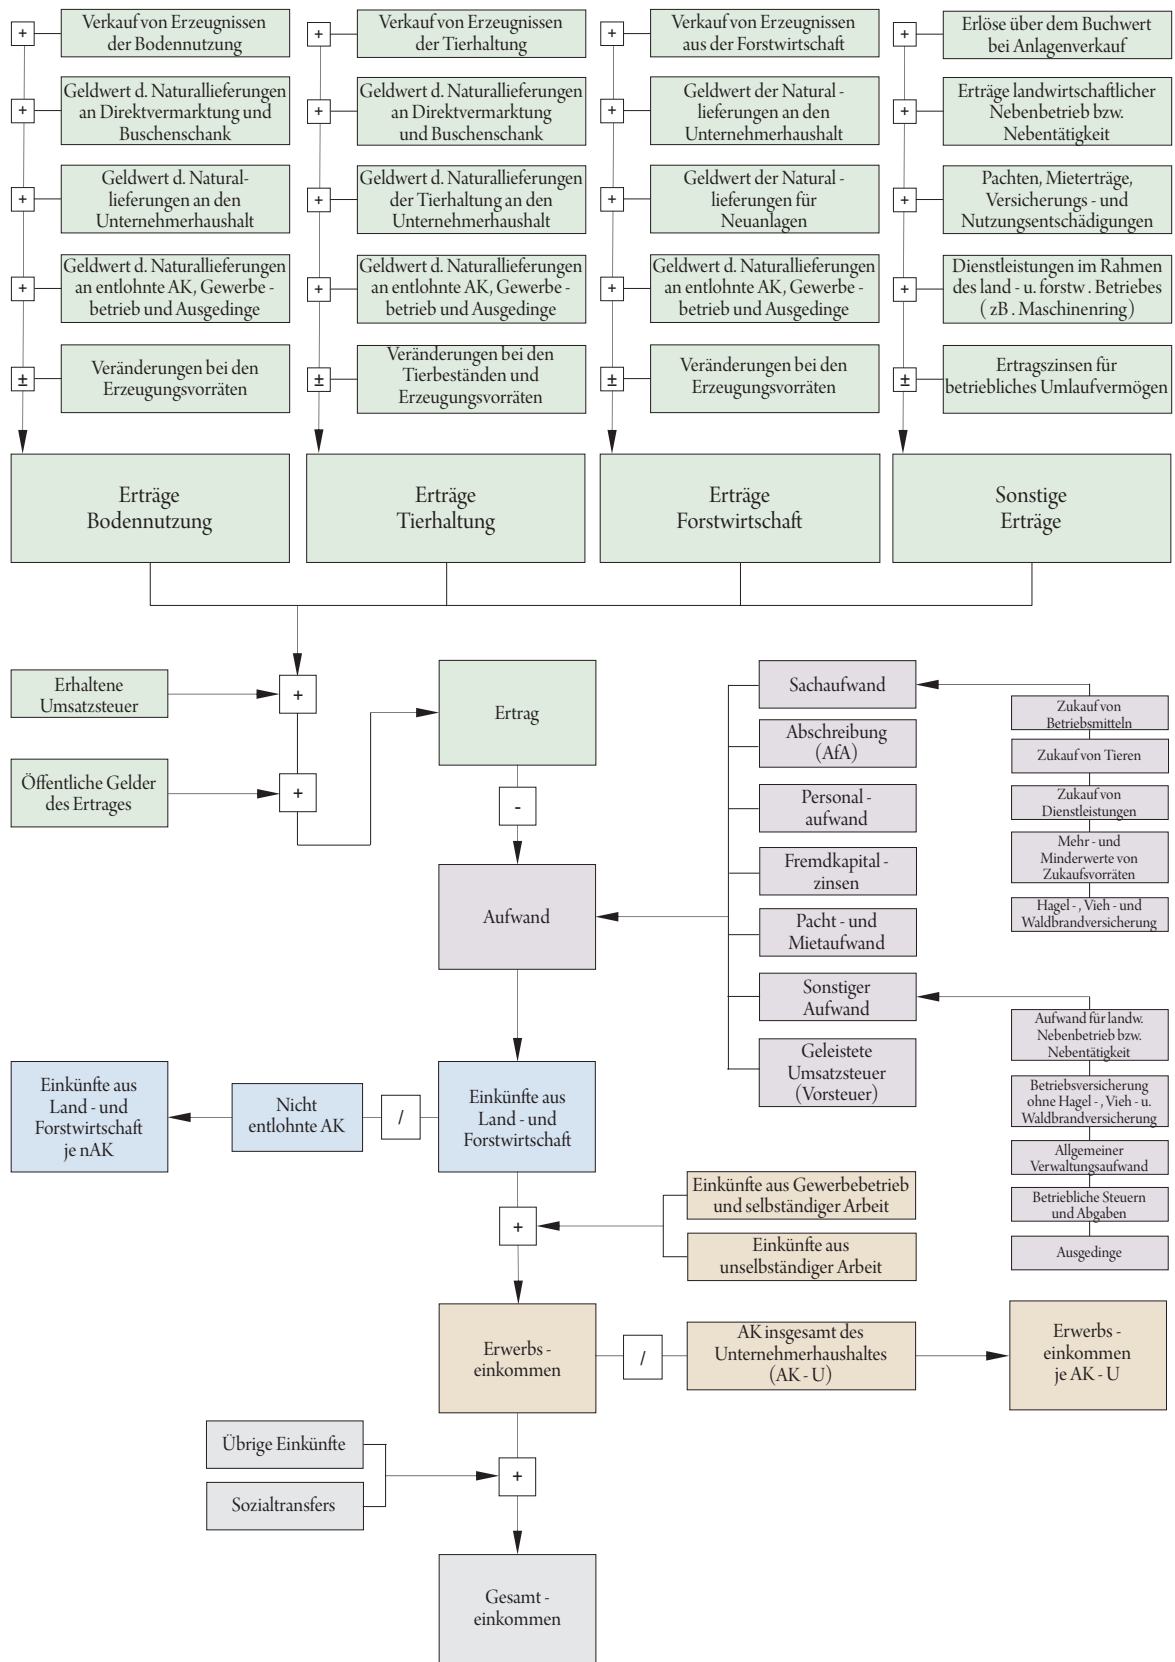 +
Verkauf von Erzeugnissen
der Bodennutzung
+
Geldwert d. Naturallieferungen
an Direktvermarktung und
Buschenschank
+
Geldwert d. Natural-
lieferungen an den
Unternehmerhaushalt
+
Geldwert d. Naturallieferungen
an entlohnte AK, Gewerbe -
betrieb und Ausgedinge
±
Veränderungen bei den
Erzeugungsvorräten
Erträge
Bodennutzung
+
Verkauf von Erzeugnissen
der Tierhaltung
+
Geldwert d. Naturallieferungen
an Direktvermarktung
und Buschenschank
+
Geldwert d. Naturallieferungen
der Tierhaltung an den
Unternehmerhaushalt
+
Geldwert d. Naturallieferungen
an entlohnte AK, Gewerbe -
betrieb und Ausgedinge
±
Veränderungen bei den
Tierbeständen und
Erzeugungsvorräten
Erträge
Tierhaltung
+
Verkauf von Erzeugnissen
aus der Forstwirtschaft
+
Geldwert der Natural -
lieferungen an den
Unternehmerhaushalt
+
Geldwert der Natural -
lieferungen für
Neuanlagen
+
Geldwert d. Naturallieferungen
an entlohnte AK, Gewerbe -
betrieb und Ausgedinge
±
Veränderungen bei den
Erzeugungsvorräten
Erträge
Forstwirtschaft
+
Erlöse über dem Buchwert
bei Anlagenverkauf
+
Erträge landwirtschaftlicher
Nebenbetrieb bzw.
Nebentätigkeit
+
Pachten, Mieterträge,
Versicherungs - und
Nutzungsentschädigungen
+
Dienstleistungen im Rahmen
des land - u. forstw . Betriebes
( zB . Maschinenring)
±
Ertragszinsen für
betriebliches Umlaufvermögen
Sonstige
Erträge
Erhaltene
Umsatzsteuer
+
Öffentliche Gelder
des Ertrages
+
Ertrag
-
Aufwand
Sachaufwand
Abschreibung
(AfA)
Personal -
aufwand
Fremdkapital -
zinsen
Pacht - und
Mietaufwand
Sonstiger
Aufwand
Geleistete
Umsatzsteuer
(Vorsteuer)
Zukauf von
Betriebsmitteln
Zukauf von Tieren
Zukauf von
Dienstleistungen
Mehr - und
Minderwerte von
Zukaufsvorräten
Hagel - , Vieh - und
Waldbrandversicherung
Aufwand für landw.
Nebenbetrieb bzw.
Nebentätigkeit
Betriebsversicherung
ohne Hagel - , Vieh - u.
Waldbrandversicherung
Allgemeiner
Verwaltungsaufwand
Betriebliche Steuern
und Abgaben
Ausgedinge
Einkünfte aus
Land - und
Forstwirtschaft
je nAK
Nicht
entlohnte AK
/
Einkünfte aus
Land - und
Forstwirtschaft
+
Einkünfte aus Gewerbebetrieb
und selbständiger Arbeit
Einkünfte aus
unselbständiger Arbeit
Erwerbs -
einkommen
/
AK insgesamt des
Unternehmerhaushaltes
(AK - U)
Erwerbs -
einkommen
je AK - U
Übrige Einkünfte
Sozialtransfers
+
Gesamt -
einkommen